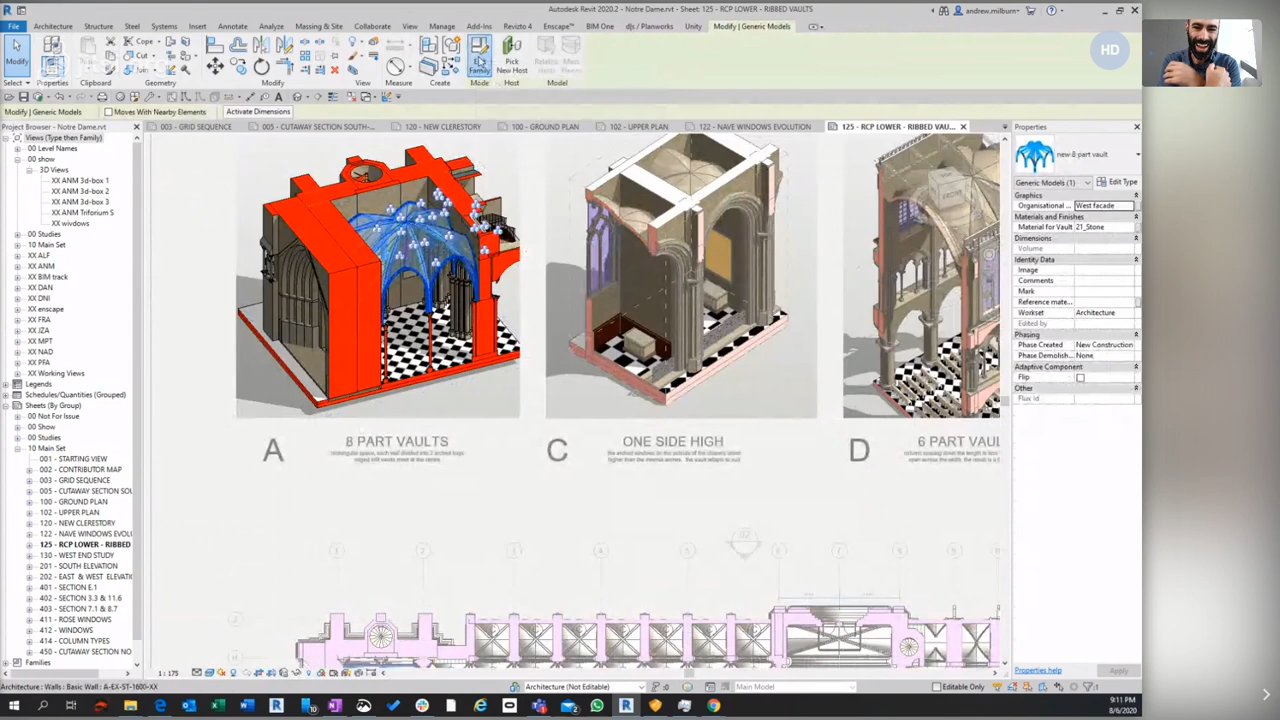 Autodesk Revit 2020.2 - Notre Dame.rvt - Sheet: 125 - RCP LOWER - RIBBED VAULTS
andrew.milburn...
File Architecture Structure Steel Systems Insert Annotate Analyze Massing & Site Collaborate View Manage Add-Ins Revizto 4 Enscape™ BIM One Unity Modify | Generic Models
Modify
Cope
Cut
Join
Edit Family
Pick New Host
HD
Select Properties Clipboard Geometry View Measure Create Mode Host Model
Modify | Generic Models Moves With Nearby Elements Activate Dimensions
Project Browser - Notre Dame.rvt
003 - GRID SEQUENCE 005 - CUTAWAY SECTION SOUTH-... 120 - NEW CLERESTORY 100 - GROUND PLAN 102 - UPPER PLAN 122 - NAVE WINDOWS EVOLUTION 125 - RCP LOWER - RIBBED VAU...
Views (Type then Family)
00 Level Names
00 show
3D Views
XX ANM 3d-box 1
XX ANM 3d-box 2
XX ANM 3d-box 3
XX ANM Triforium S
XX windows
00 Studies
10 Main Set
XX ALF
XX ANM
XX BIM track
XX DAN
XX DNI
XX enscape
XX FRA
XX JZA
XX MPT
XX NAD
XX PFA
XX Working Views
Legends
Schedules/Quantities (Grouped)
Sheets (By Group)
00 Not For Issue
00 Show
00 Studies
10 Main Set
001 - STARTING VIEW
002 - CONTRIBUTOR MAP
003 - GRID SEQUENCE
005 - CUTAWAY SECTION SOU
100 - GROUND PLAN
102 - UPPER PLAN
120 - NEW CLERESTORY
122 - NAVE WINDOWS EVOLU
125 - RCP LOWER - RIBBED
130 - WEST END STUDY
201 - SOUTH ELEVATION
202 - EAST & WEST ELEVATI
401 - SECTION E.1
402 - SECTION 3.3 & 11.6
403 - SECTION 7.1 & 8.7
411 - ROSE WINDOWS
412 - WINDOWS
414 - COLUMN TYPES
450 - CUTAWAY SECTION NO
Families
FRONT
A 8 PART VAULTS
C ONE SIDE HIGH
D 6 PART VAUL
1 2 3 4 5
02
1 : 175
Properties
new 8 part vault
Generic Models (1) Edit Type
Graphics
Organisational ... West facade
Materials and Finishes
Material for Vault 21_Stone
Dimensions
Volume
Identity Data
Image
Comments
Mark
Reference mate...
Workset Architecture
Edited by
Phasing
Phase Created New Construction
Phase Demolish... None
Adaptive Component
Flip
Other
Flux id
Properties help Apply
Architecture : Walls : Basic Wall : A-EX-ST-1600-XX Architecture (Not Editable) :0 Main Model Editable Only :1
9:11 PM
8/6/2020